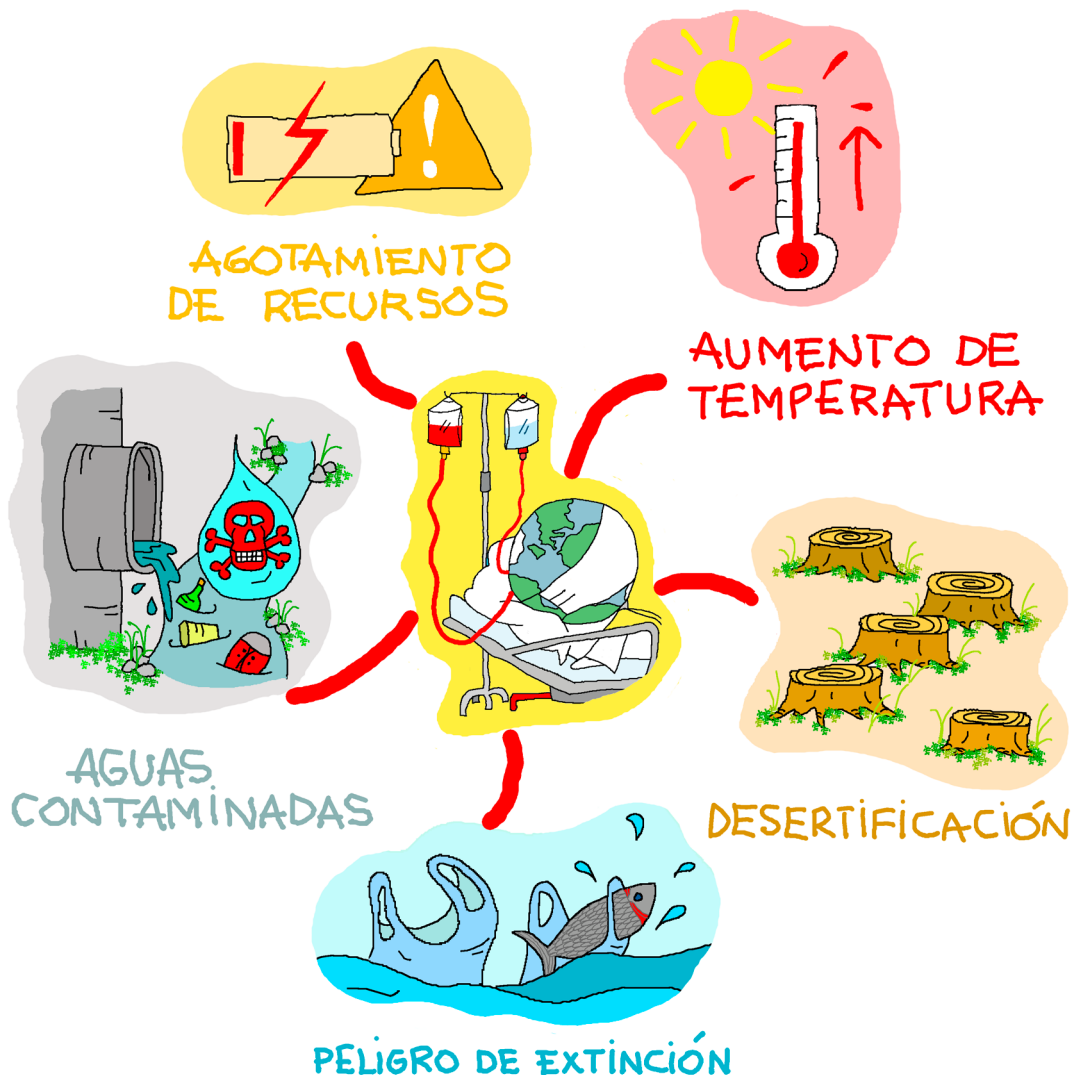 AGOTAMIENTO
DE RECURSOS
AUMENTO DE
TEMPERATURA
AGUAS
CONTAMINADAS
DESERTIFICACIÓN
PELIGRO DE EXTINCIÓN